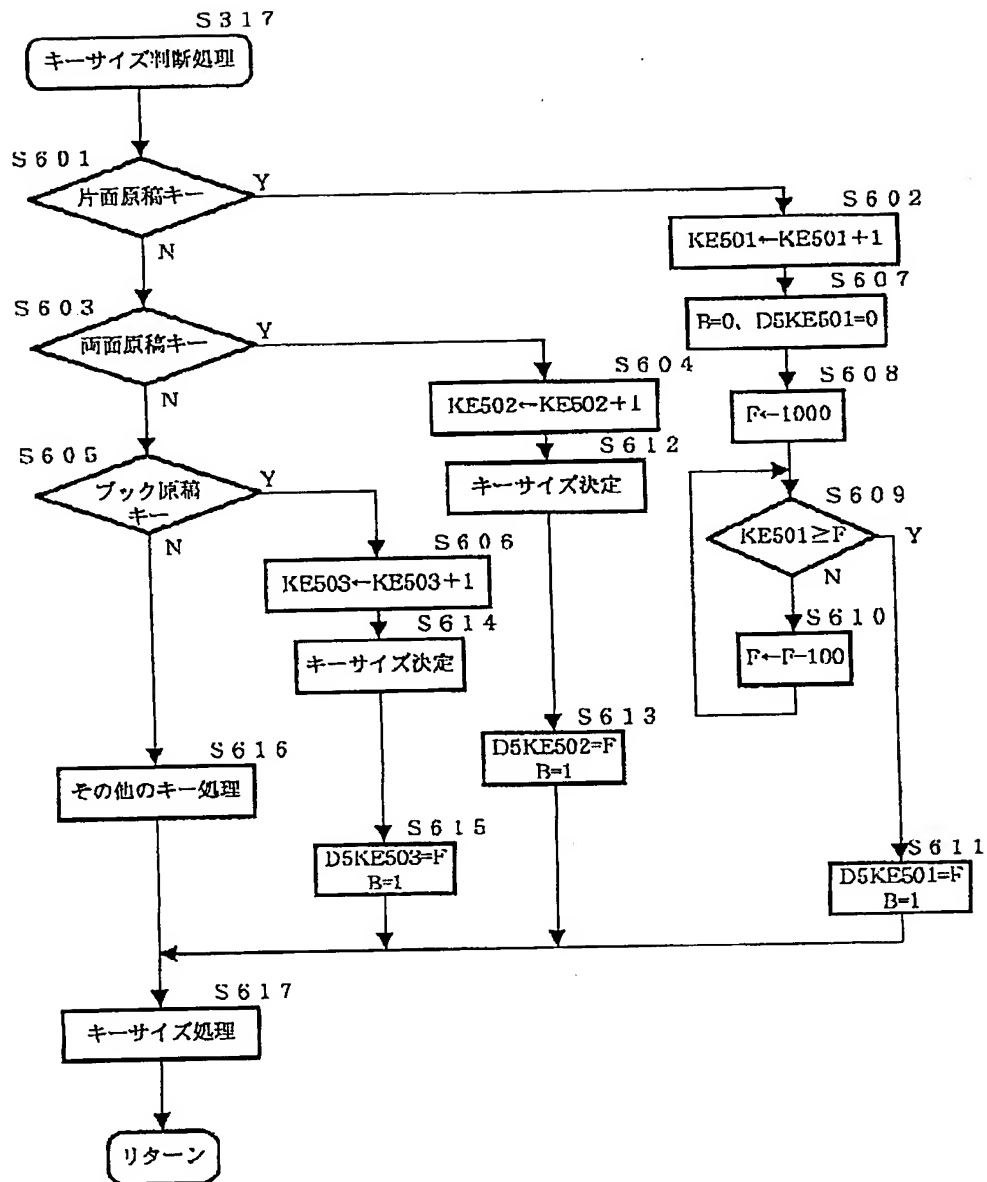 S317
キーサイズ判断処理
S601
片面原稿キー
Y
N
S602
KE501←KE501+1
S607
B=0、D5KE501=0
S603
両面原稿キー
Y
N
S608
F←1000
S604
KE502←KE502+1
S612
キーサイズ決定
S605
ブック原稿
キー
Y
N
S609
KE501≧F
Y
N
S606
KE503←KE503+1
S614
キーサイズ決定
S610
F←F-100
S613
D5KE502=F
B=1
S616
その他のキー処理
S615
D5KE503=F
B=1
S611
D5KE501=F
B=1
S617
キーサイズ処理
リターン